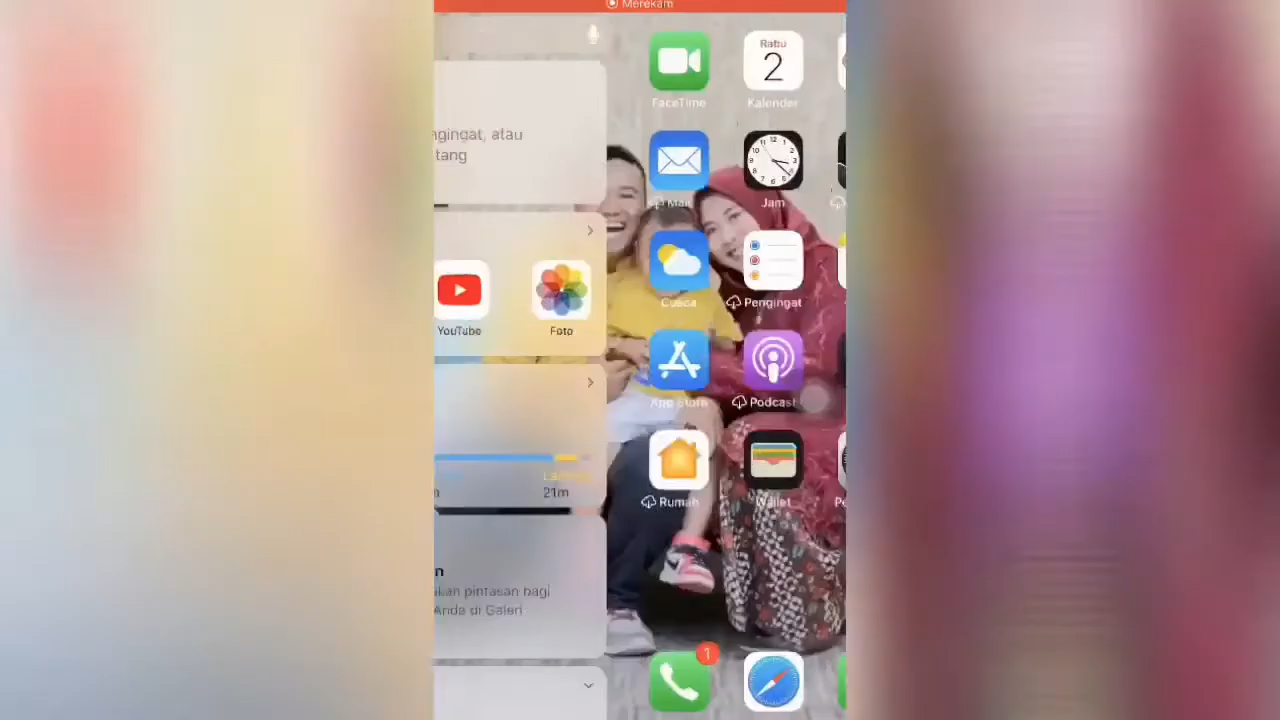 Merekam
FaceTime
Rabu
2
Kalender
ngingat, atau
tang
Mail
Jam
YouTube
Foto
Cuaca
Pengingat
App Store
Podcast
21m
Rumah
Wallet
n
kan pintasan bagi
Anda di Galeri
1